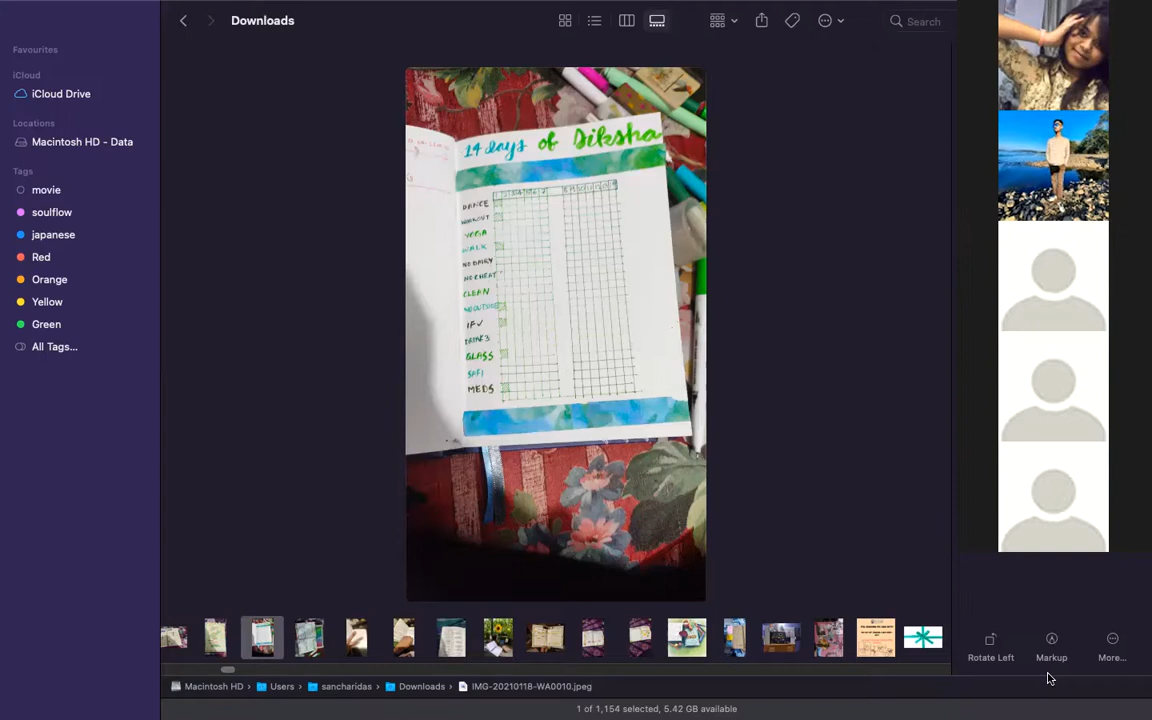 Downloads
Search
Favourites
iCloud
iCloud Drive
Locations
Macintosh HD - Data
Tags
movie
soulflow
japanese
Red
Orange
Yellow
Green
All Tags...
14 days of Diksha
DANCE
WORKOUT
YOGA
WALK
NO DAIRY
NO CHEAT
CLEAN
IF
DRINKS
GLASS
SAFI
MEDS
Rotate Left
Markup
More...
Macintosh HD › Users › sancharidas › Downloads › IMG-20210118-WA0010.jpeg
1 of 1,154 selected, 5.42 GB available